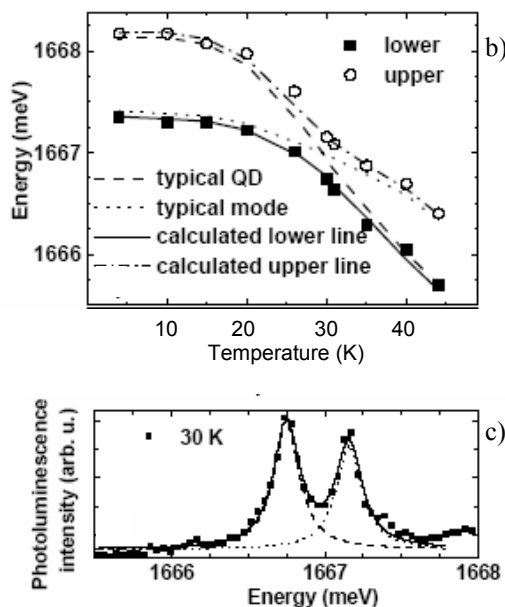 b)
1668
1667
1666
Energy (meV)
lower
upper
typical QD
typical mode
calculated lower line
calculated upper line
10 20 30 40
Temperature (K)
c)
Photoluminescence
intensity (arb. u.)
30 K
1666 1667 1668
Energy (meV)